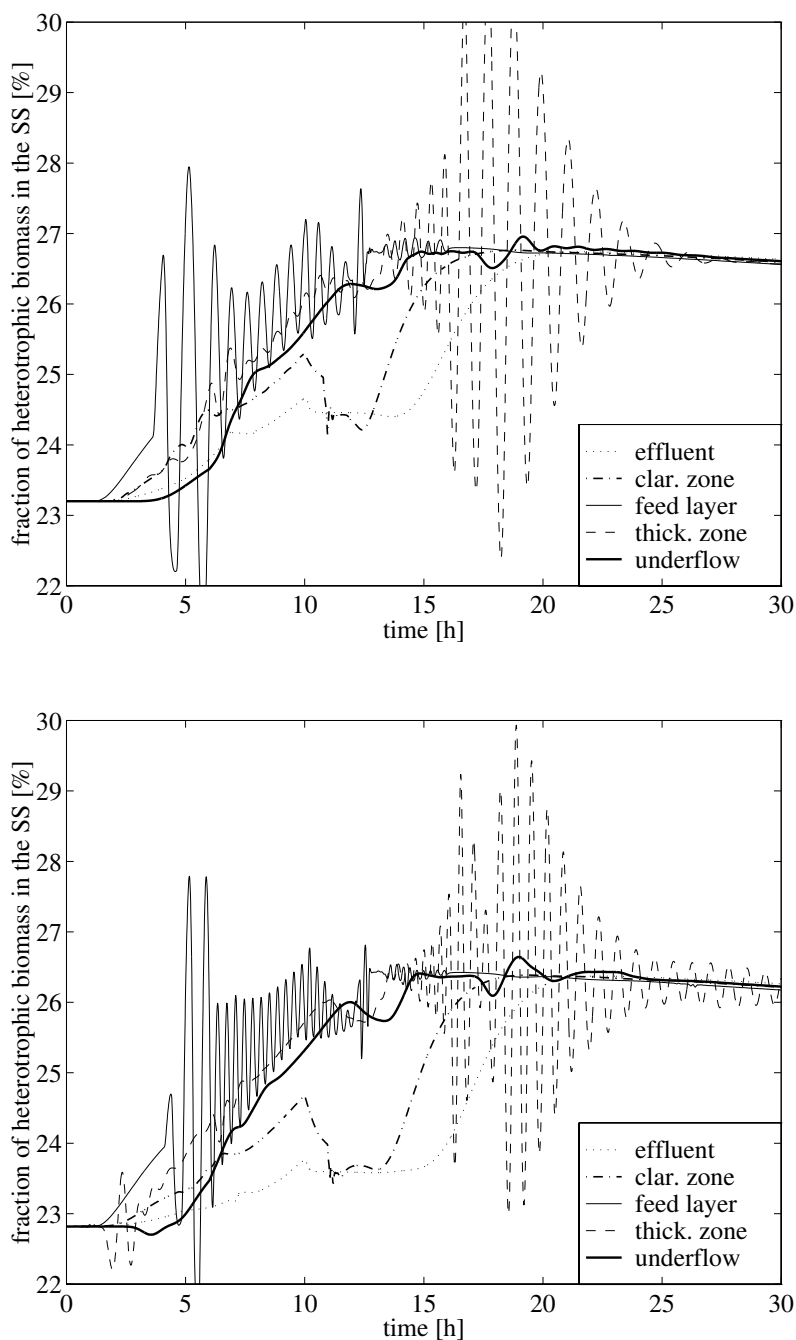 30
29
28
27
26
25
24
23
22
fraction of heterotrophic biomass in the SS [%]
effluent
clar. zone
feed layer
thick. zone
underflow
0 5 10 15 20 25 30
time [h]
30
29
28
27
26
25
24
23
22
fraction of heterotrophic biomass in the SS [%]
effluent
clar. zone
feed layer
thick. zone
underflow
0 5 10 15 20 25 30
time [h]